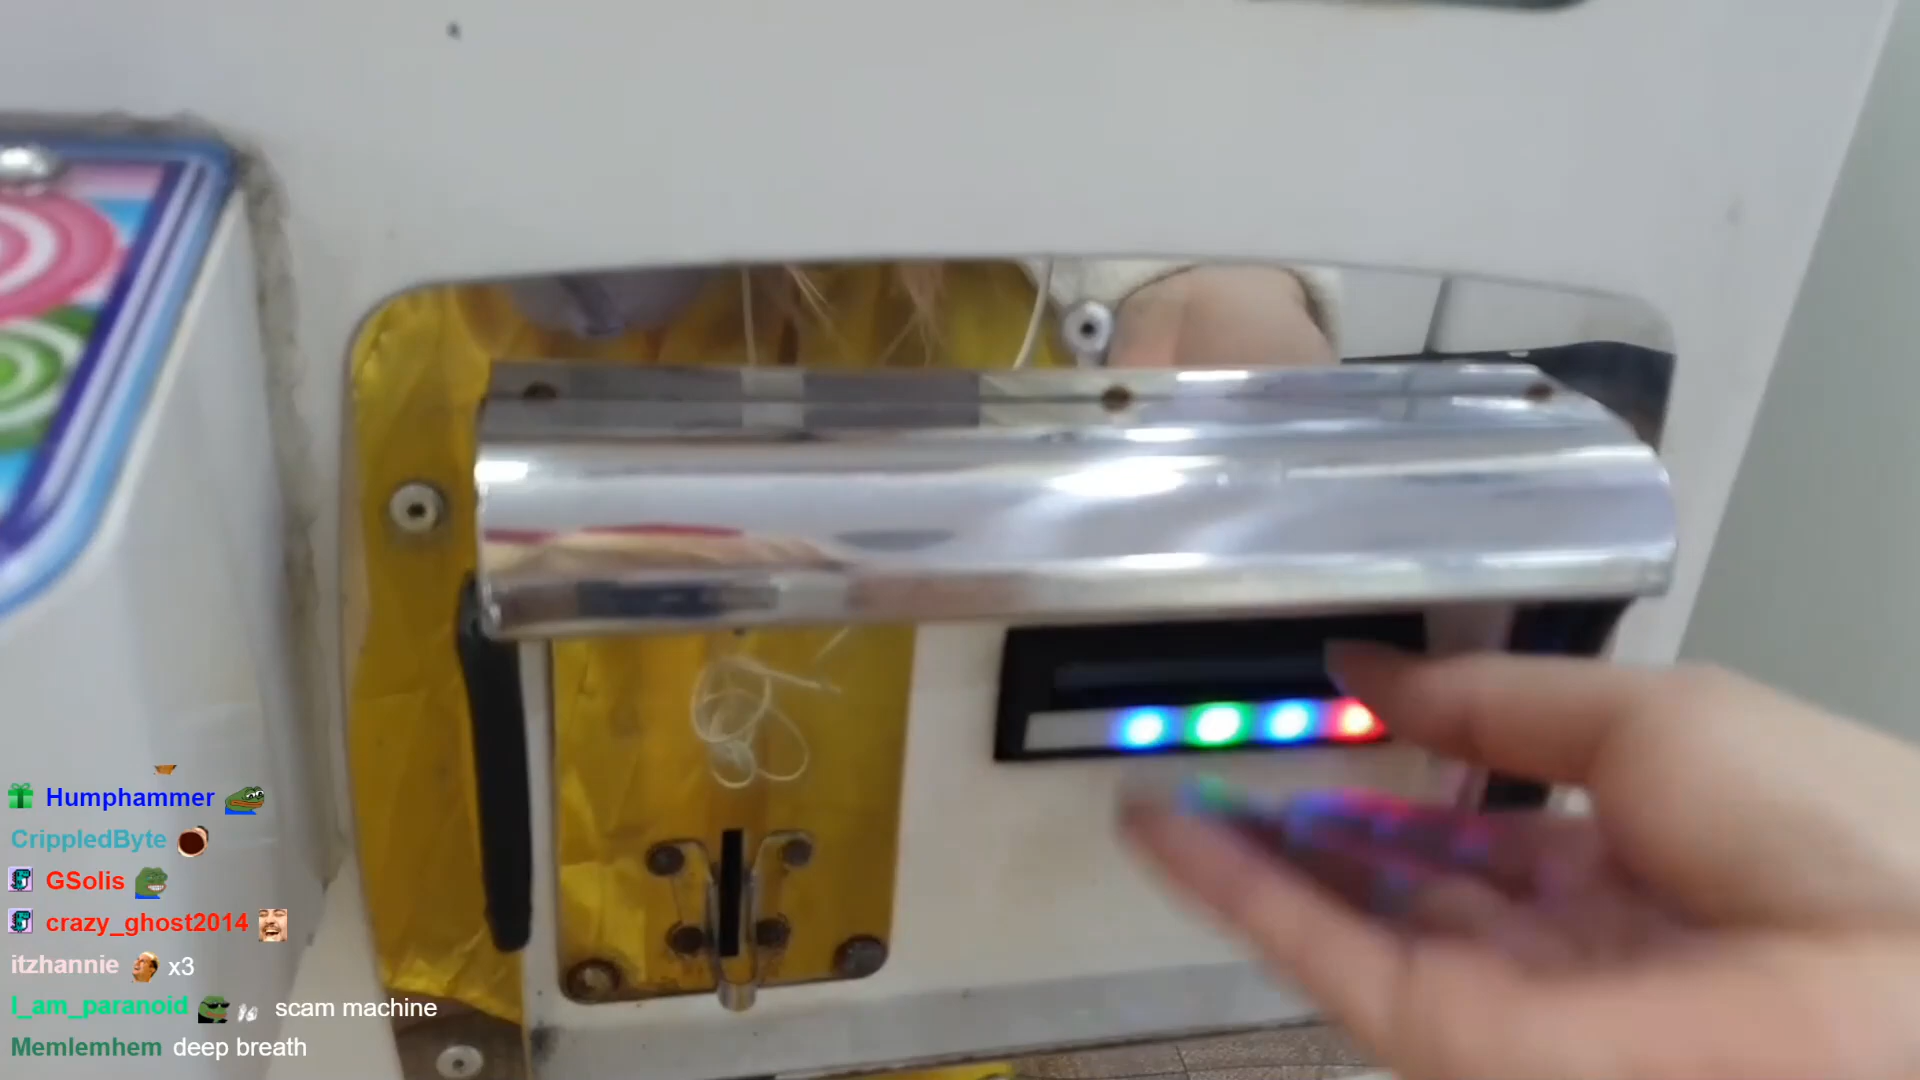 Humphammer
CrippledByte
GSolis
crazy_ghost2014
itzhannie x3
I_am_paranoid scam machine
Memlemhem deep breath